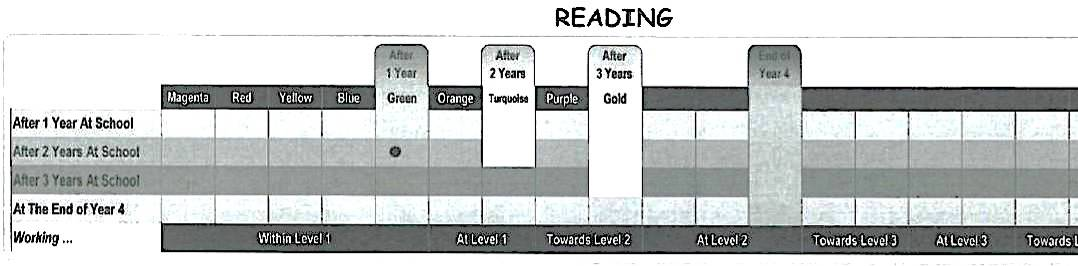 READING
After 1 Year
After 2 Years
After 3 Years
End of Year 4
Magenta Red Yellow Blue Green Orange Turquoise Purple Gold
After 1 Year At School
After 2 Years At School
After 3 Years At School
At The End of Year 4
Working ... Within Level 1 At Level 1 Towards Level 2 At Level 2 Towards Level 3 At Level 3 Towards L